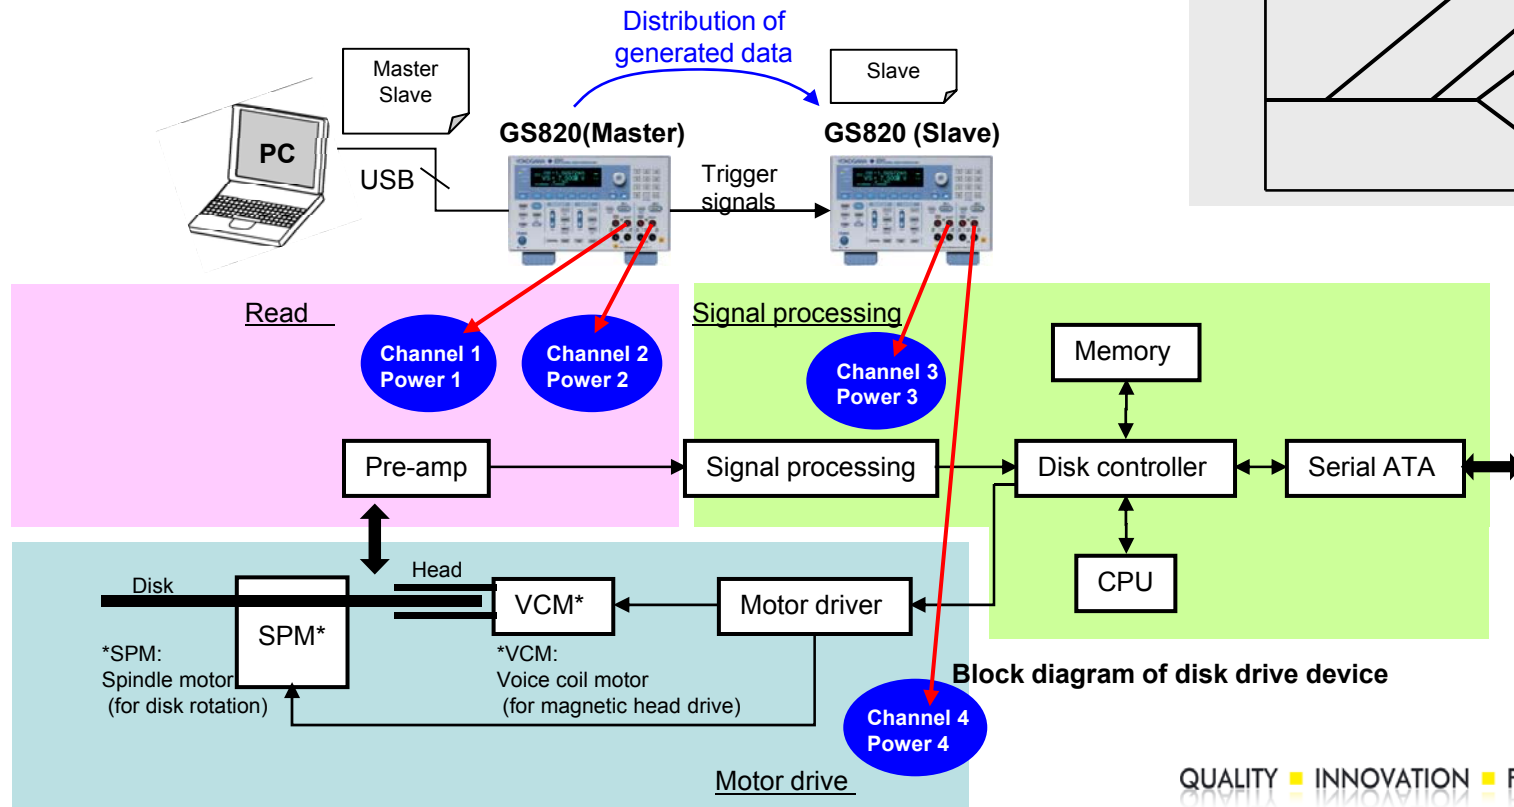 Distribution of
generated data
Master
Slave
Slave
GS820(Master)
GS820 (Slave)
PC
USB
Trigger
signals
YOKOGAWA
YOKOGAWA
Read
Signal processing
Channel 1
Power 1
Channel 2
Power 2
Channel 3
Power 3
Memory
Pre-amp
Signal processing
Disk controller
Serial ATA
CPU
Disk
Head
SPM*
VCM*
Motor driver
*SPM:
Spindle motor
(for disk rotation)
*VCM:
Voice coil motor
(for magnetic head drive)
Block diagram of disk drive device
Channel 4
Power 4
Motor drive
QUALITY INNOVATION F